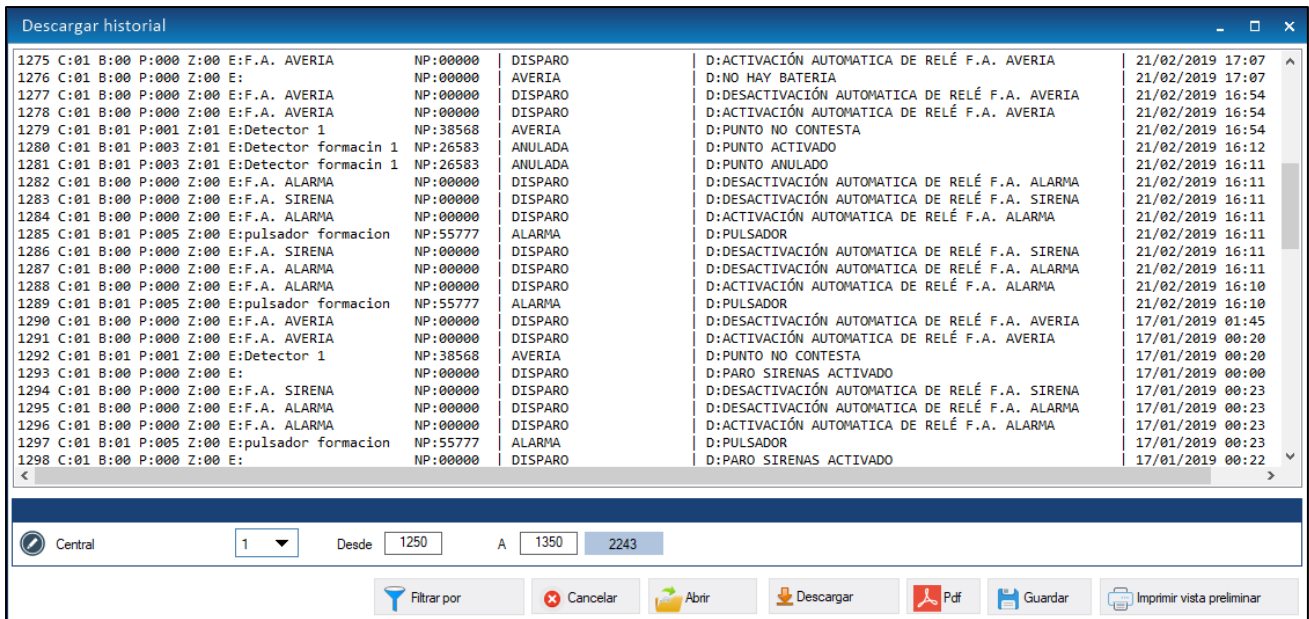 Descargar historial
1275 C:01 B:00 P:000 Z:00 E:F.A. AVERIA NP:00000 | DISPARO | D:ACTIVACIÓN AUTOMATICA DE RELÉ F.A. AVERIA | 21/02/2019 17:07
1276 C:01 B:00 P:000 Z:00 E: NP:00000 | AVERIA | D:NO HAY BATERIA | 21/02/2019 17:07
1277 C:01 B:00 P:000 Z:00 E:F.A. AVERIA NP:00000 | DISPARO | D:DESACTIVACIÓN AUTOMATICA DE RELÉ F.A. AVERIA | 21/02/2019 16:54
1278 C:01 B:00 P:000 Z:00 E:F.A. AVERIA NP:00000 | DISPARO | D:ACTIVACIÓN AUTOMATICA DE RELÉ F.A. AVERIA | 21/02/2019 16:54
1279 C:01 B:01 P:001 Z:01 E:Detector 1 NP:38568 | AVERIA | D:PUNTO NO CONTESTA | 21/02/2019 16:54
1280 C:01 B:01 P:003 Z:01 E:Detector formacin 1 NP:26583 | ANULADA | D:PUNTO ACTIVADO | 21/02/2019 16:12
1281 C:01 B:01 P:003 Z:01 E:Detector formacin 1 NP:26583 | ANULADA | D:PUNTO ANULADO | 21/02/2019 16:11
1282 C:01 B:00 P:000 Z:00 E:F.A. ALARMA NP:00000 | DISPARO | D:DESACTIVACIÓN AUTOMATICA DE RELÉ F.A. ALARMA | 21/02/2019 16:11
1283 C:01 B:00 P:000 Z:00 E:F.A. SIRENA NP:00000 | DISPARO | D:DESACTIVACIÓN AUTOMATICA DE RELÉ F.A. SIRENA | 21/02/2019 16:11
1284 C:01 B:00 P:000 Z:00 E:F.A. ALARMA NP:00000 | DISPARO | D:ACTIVACIÓN AUTOMATICA DE RELÉ F.A. ALARMA | 21/02/2019 16:11
1285 C:01 B:01 P:005 Z:00 E:pulsador formacion NP:55777 | ALARMA | D:PULSADOR | 21/02/2019 16:11
1286 C:01 B:00 P:000 Z:00 E:F.A. SIRENA NP:00000 | DISPARO | D:DESACTIVACIÓN AUTOMATICA DE RELÉ F.A. SIRENA | 21/02/2019 16:11
1287 C:01 B:00 P:000 Z:00 E:F.A. ALARMA NP:00000 | DISPARO | D:DESACTIVACIÓN AUTOMATICA DE RELÉ F.A. ALARMA | 21/02/2019 16:11
1288 C:01 B:00 P:000 Z:00 E:F.A. ALARMA NP:00000 | DISPARO | D:ACTIVACIÓN AUTOMATICA DE RELÉ F.A. ALARMA | 21/02/2019 16:10
1289 C:01 B:01 P:005 Z:00 E:pulsador formacion NP:55777 | ALARMA | D:PULSADOR | 21/02/2019 16:10
1290 C:01 B:00 P:000 Z:00 E:F.A. AVERIA NP:00000 | DISPARO | D:DESACTIVACIÓN AUTOMATICA DE RELÉ F.A. AVERIA | 17/01/2019 01:45
1291 C:01 B:00 P:000 Z:00 E:F.A. AVERIA NP:00000 | DISPARO | D:ACTIVACIÓN AUTOMATICA DE RELÉ F.A. AVERIA | 17/01/2019 00:20
1292 C:01 B:01 P:001 Z:00 E:Detector 1 NP:38568 | AVERIA | D:PUNTO NO CONTESTA | 17/01/2019 00:20
1293 C:01 B:00 P:000 Z:00 E: NP:00000 | DISPARO | D:PARO SIRENAS ACTIVADO | 17/01/2019 00:00
1294 C:01 B:00 P:000 Z:00 E:F.A. SIRENA NP:00000 | DISPARO | D:DESACTIVACIÓN AUTOMATICA DE RELÉ F.A. SIRENA | 17/01/2019 00:23
1295 C:01 B:00 P:000 Z:00 E:F.A. ALARMA NP:00000 | DISPARO | D:DESACTIVACIÓN AUTOMATICA DE RELÉ F.A. ALARMA | 17/01/2019 00:23
1296 C:01 B:00 P:000 Z:00 E:F.A. ALARMA NP:00000 | DISPARO | D:ACTIVACIÓN AUTOMATICA DE RELÉ F.A. ALARMA | 17/01/2019 00:23
1297 C:01 B:01 P:005 Z:00 E:pulsador formacion NP:55777 | ALARMA | D:PULSADOR | 17/01/2019 00:23
1298 C:01 B:00 P:000 Z:00 E: NP:00000 | DISPARO | D:PARO SIRENAS ACTIVADO | 17/01/2019 00:22
Central 1 Desde 1250 A 1350 2243
Filtrar por Cancelar Abrir Descargar Pdf Guardar Imprimir vista preliminar